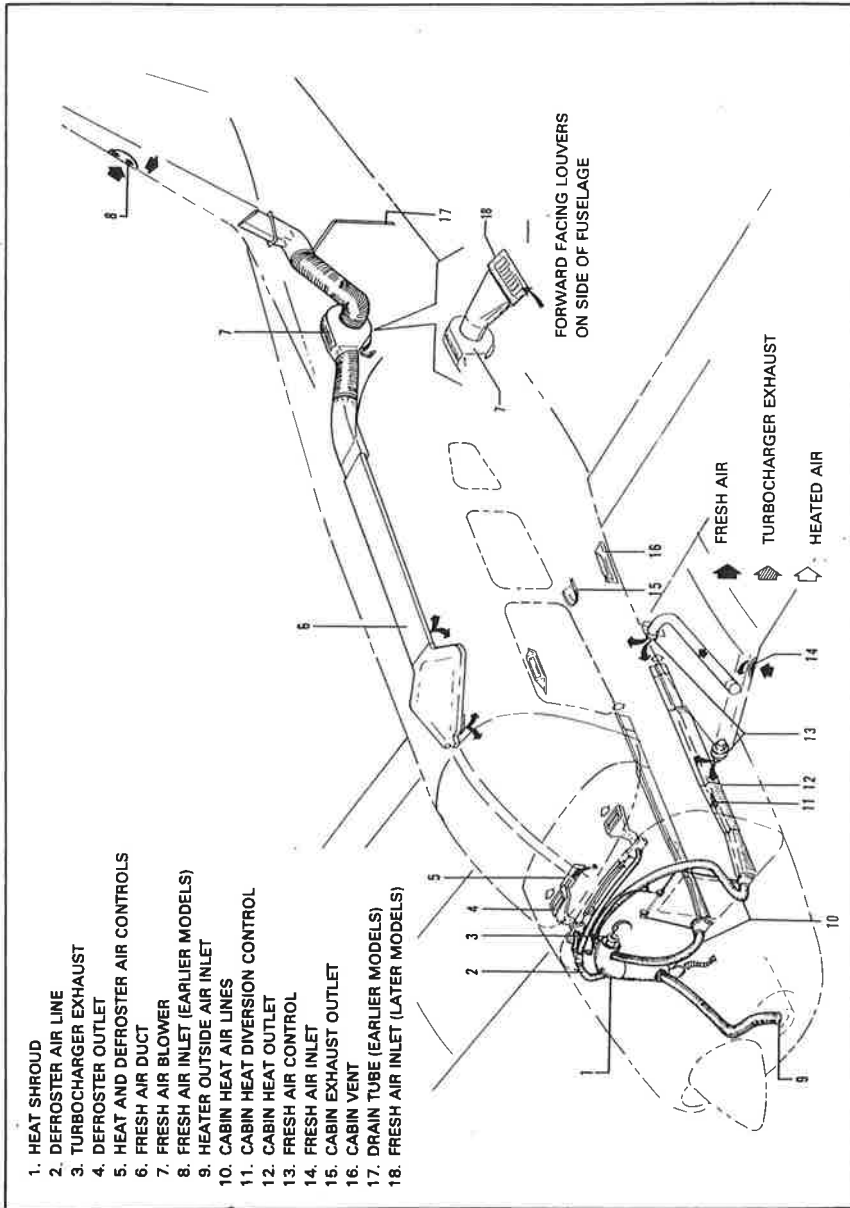 1. HEAT SHROUD
2. DEFROSTER AIR LINE
3. TURBOCHARGER EXHAUST
4. DEFROSTER OUTLET
5. HEAT AND DEFROSTER AIR CONTROLS
6. FRESH AIR DUCT
7. FRESH AIR BLOWER
8. FRESH AIR INLET (EARLIER MODELS)
9. HEATER OUTSIDE AIR INLET
10. CABIN HEAT AIR LINES
11. CABIN HEAT DIVERSION CONTROL
12. CABIN HEAT OUTLET
13. FRESH AIR CONTROL
14. FRESH AIR INLET
15. CABIN EXHAUST OUTLET
16. CABIN VENT
17. DRAIN TUBE (EARLIER MODELS)
18. FRESH AIR INLET (LATER MODELS)
8
7
17
18
7
FORWARD FACING LOUVERS
ON SIDE OF FUSELAGE
6
16
15
5
4
3
2
1
9
10
11
12
13
14
FRESH AIR
TURBOCHARGER EXHAUST
HEATED AIR